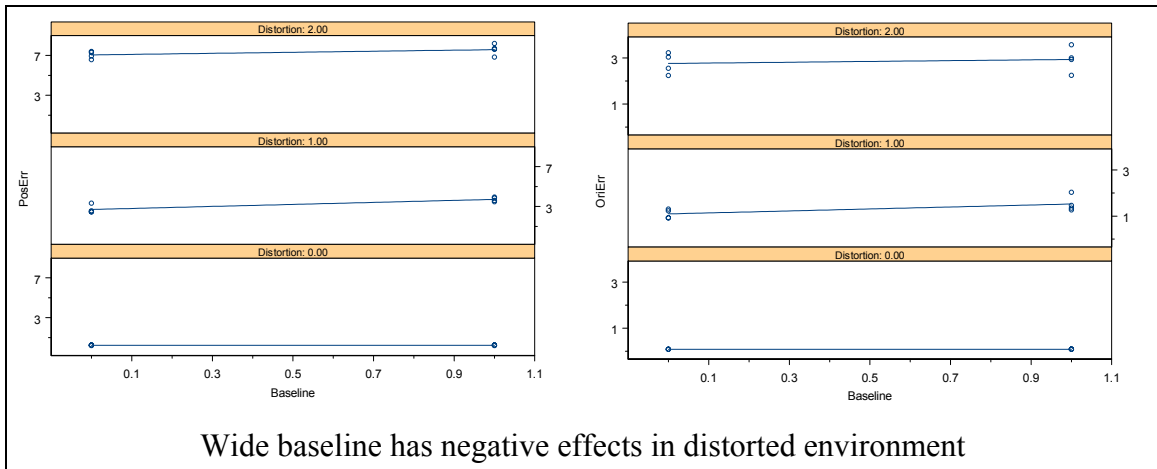 Distortion: 2.00
7
3
Distortion: 1.00
7
3
PosErr
Distortion: 0.00
7
3
0.1 0.3 0.5 0.7 0.9 1.1
Baseline
Distortion: 2.00
3
1
Distortion: 1.00
3
1
OriErr
Distortion: 0.00
3
1
0.1 0.3 0.5 0.7 0.9 1.1
Baseline
Wide baseline has negative effects in distorted environment